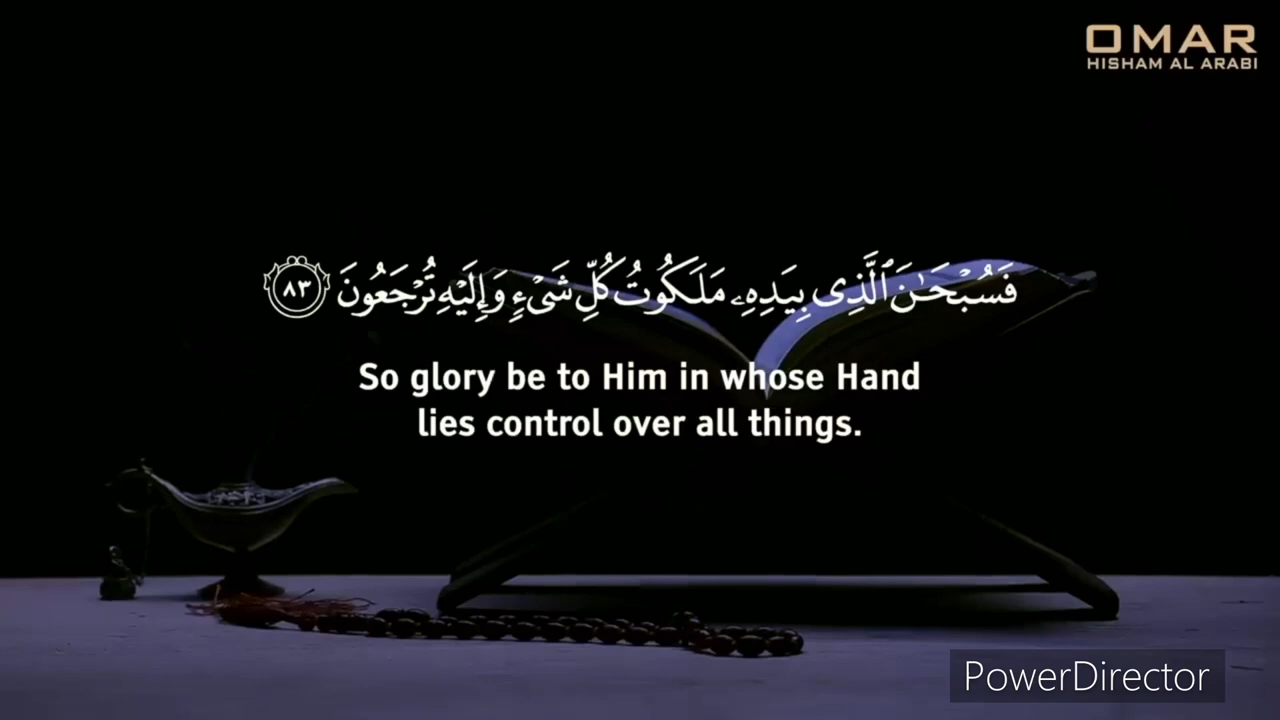 OMAR
HISHAM AL ARABI
فَسُبْحَـٰنَ ٱلَّذِى بِيَدِهِۦ مَلَكُوتُ كُلِّ شَىْءٍ وَإِلَيْهِ تُرْجَعُونَ ٨٣
So glory be to Him in whose Hand
lies control over all things.
PowerDirector